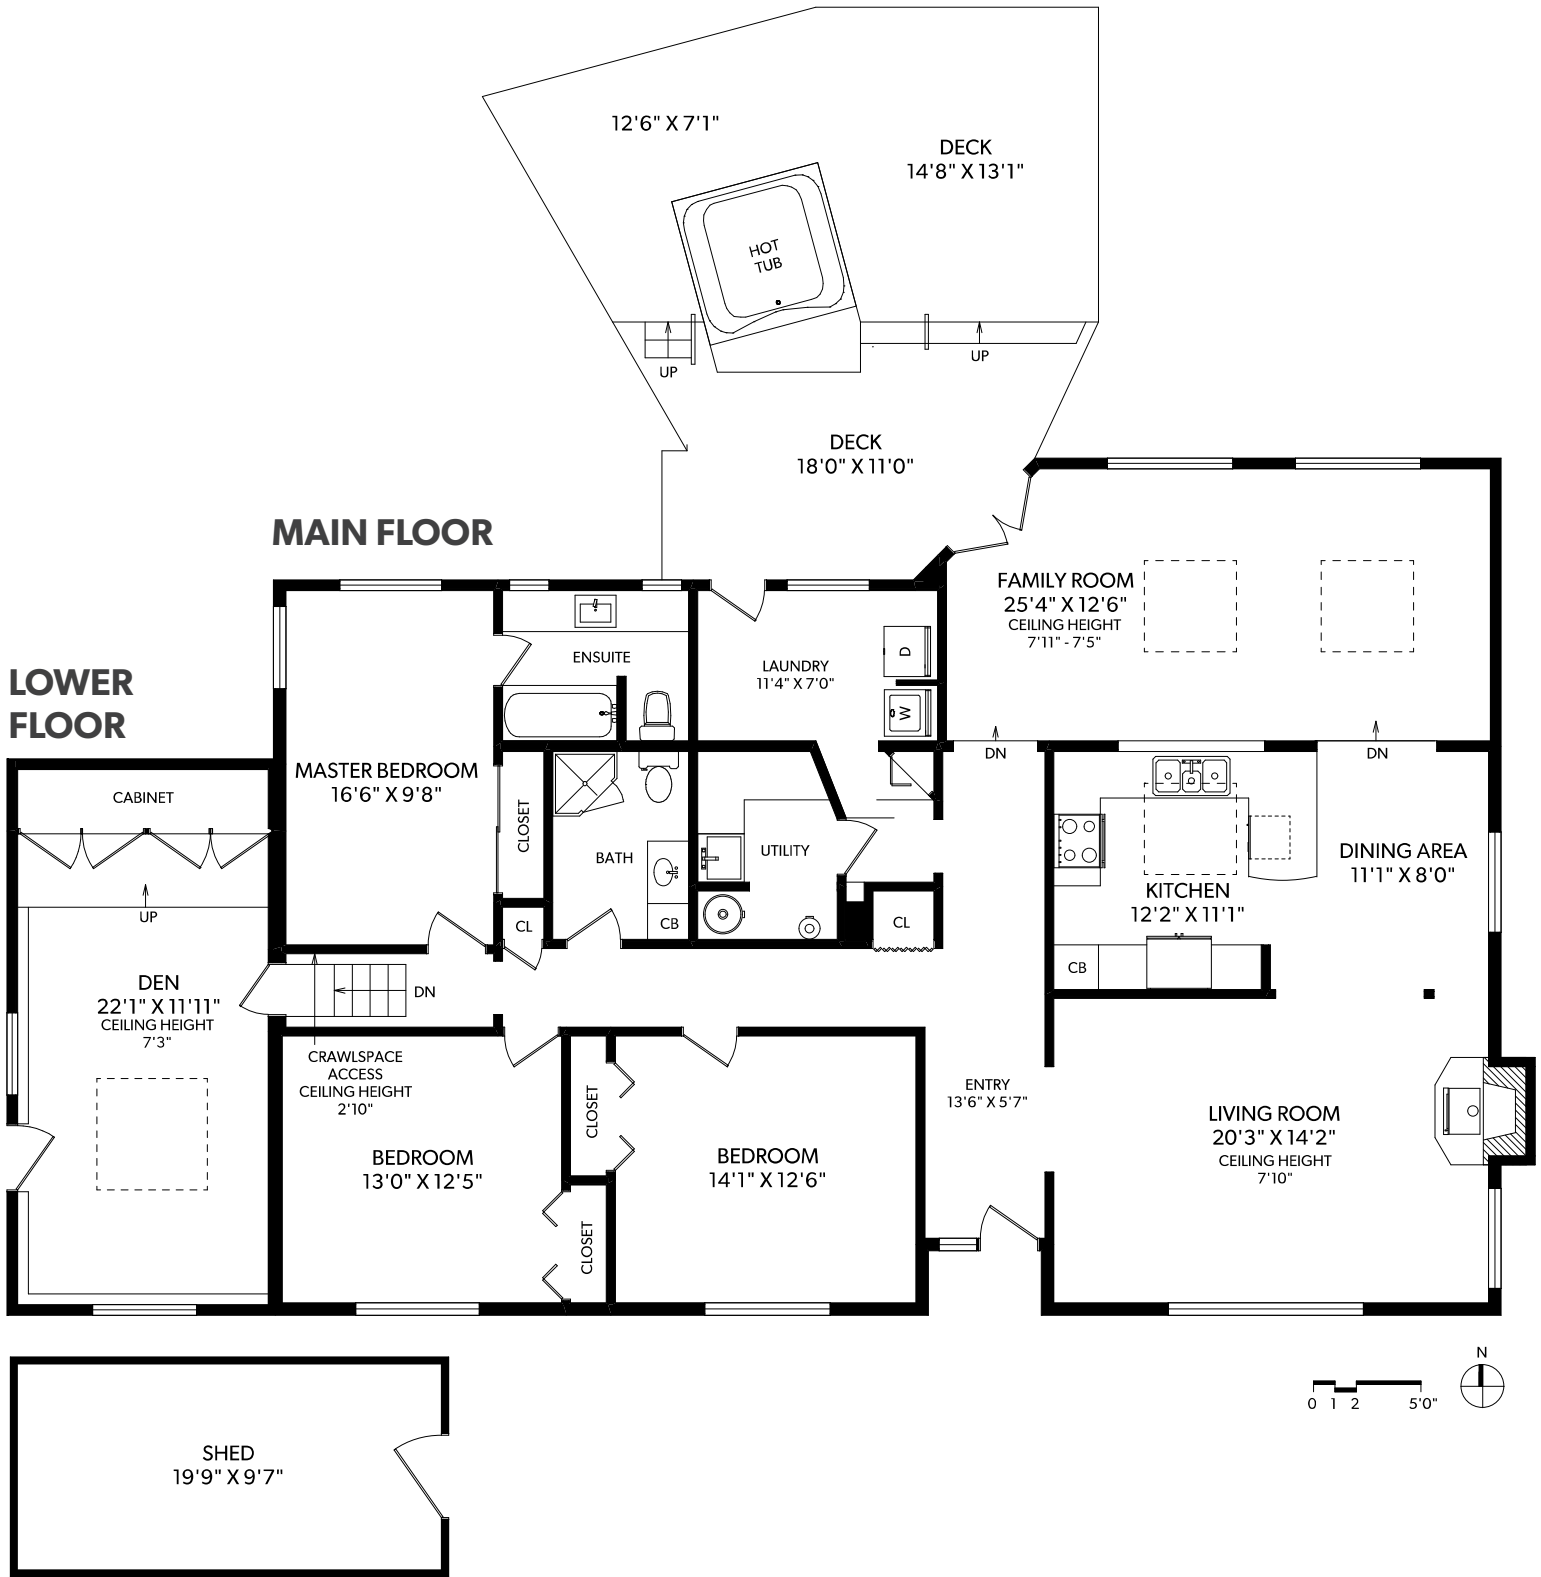 12'6" X 7'1"
DECK
14'8" X 13'1"
HOT
TUB
UP
UP
DECK
18'0" X 11'0"
MAIN FLOOR
FAMILY ROOM
25'4" X 12'6"
CEILING HEIGHT
7'11" - 7'5"
ENSUITE
LAUNDRY
11'4" X 7'0"
D
W
LOWER
FLOOR
DN
DN
MASTER BEDROOM
16'6" X 9'8"
CABINET
CLOSET
BATH
UTILITY
KITCHEN
12'2" X 11'1"
DINING AREA
11'1" X 8'0"
UP
CL
CB
CL
CB
DEN
22'1" X 11'11"
CEILING HEIGHT
7'3"
DN
CRAWLSPACE
ACCESS
CEILING HEIGHT
2'10"
BEDROOM
13'0" X 12'5"
CLOSET
CLOSET
BEDROOM
14'1" X 12'6"
ENTRY
13'6" X 5'7"
LIVING ROOM
20'3" X 14'2"
CEILING HEIGHT
7'10"
SHED
19'9" X 9'7"
0 1 2 5'0"
N